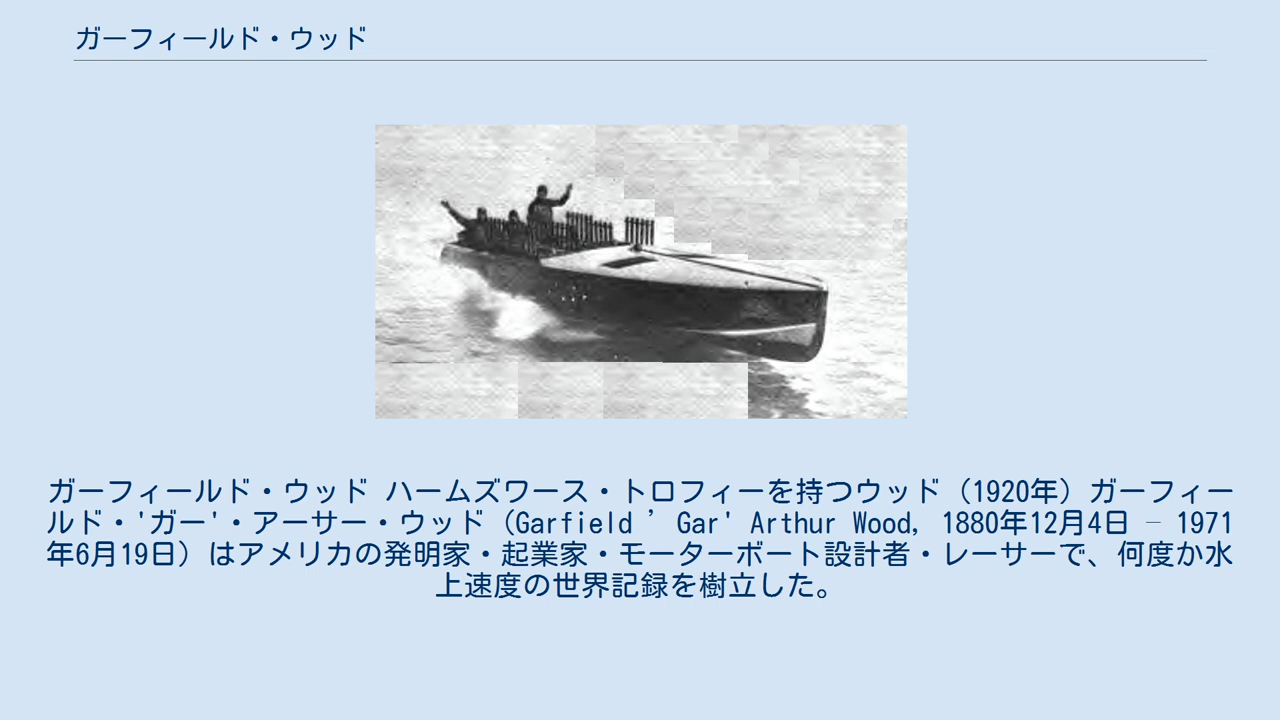 ガーフィールド・ウッド
ガーフィールド・ウッド ハームズワース・トロフィーを持つウッド（1920年）ガーフィー
ルド・'ガー'・アーサー・ウッド（Garfield ’Gar' Arthur Wood, 1880年12月4日 – 1971
年6月19日）はアメリカの発明家・起業家・モーターボート設計者・レーサーで、何度か水
上速度の世界記録を樹立した。